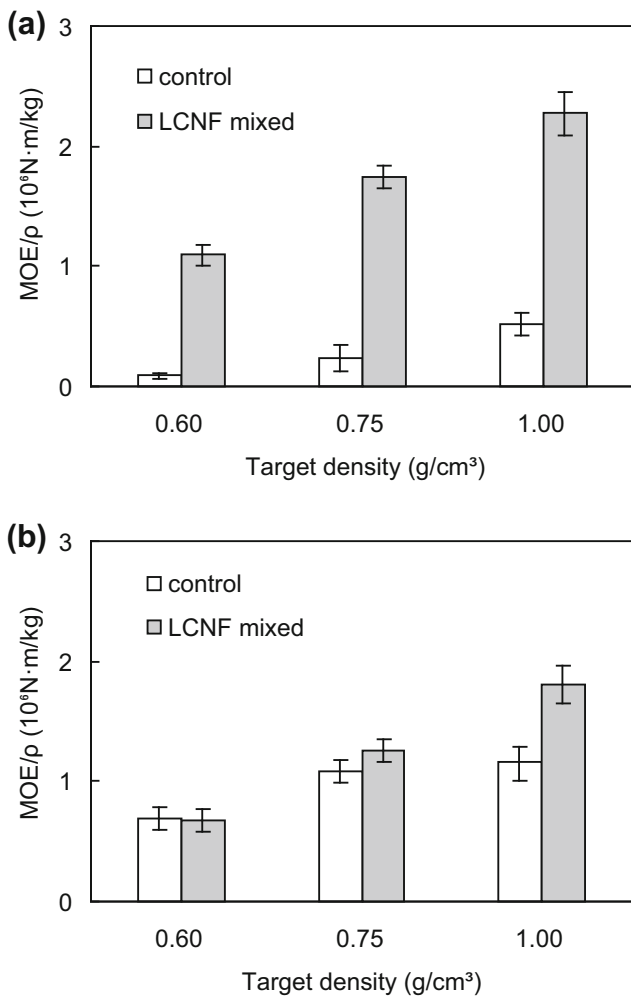 (a)
3
2
1
0
MOE/ρ (10⁶N·m/kg)
control
LCNF mixed
0.60 0.75 1.00
Target density (g/cm³)
(b)
3
2
1
0
MOE/ρ (10⁶N·m/kg)
control
LCNF mixed
0.60 0.75 1.00
Target density (g/cm³)